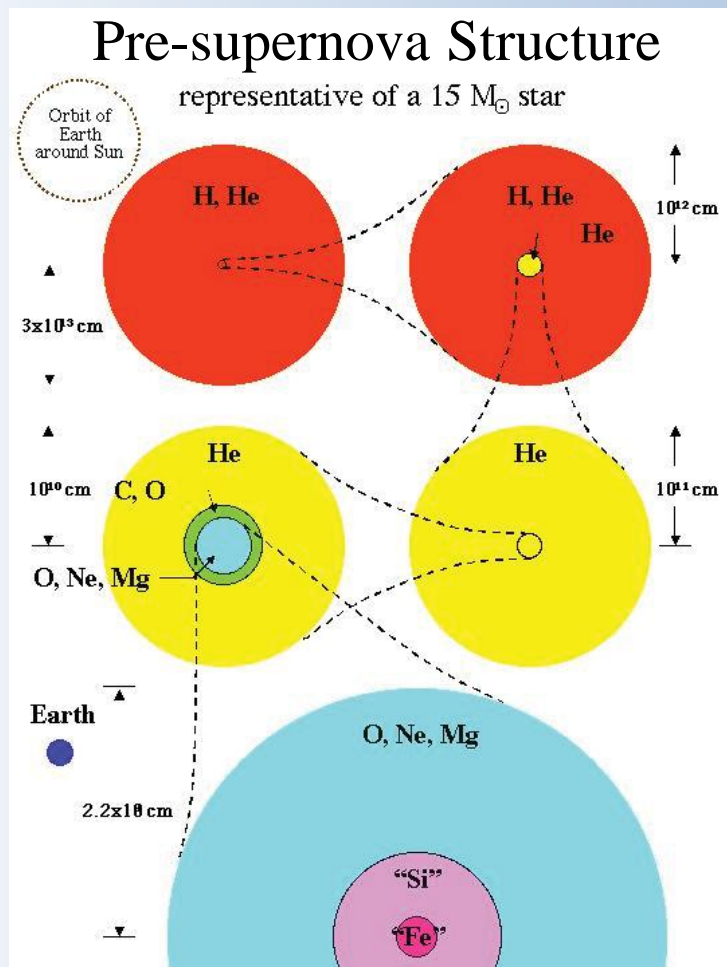 Pre-supernova Structure
representative of a 15 M☉ star
Orbit of
Earth
around Sun
H, He
H, He
He
10¹² cm
3x10¹³ cm
He
He
10¹⁰ cm
C, O
10¹¹ cm
O, Ne, Mg
Earth
O, Ne, Mg
cm
“Si”
“Fe”